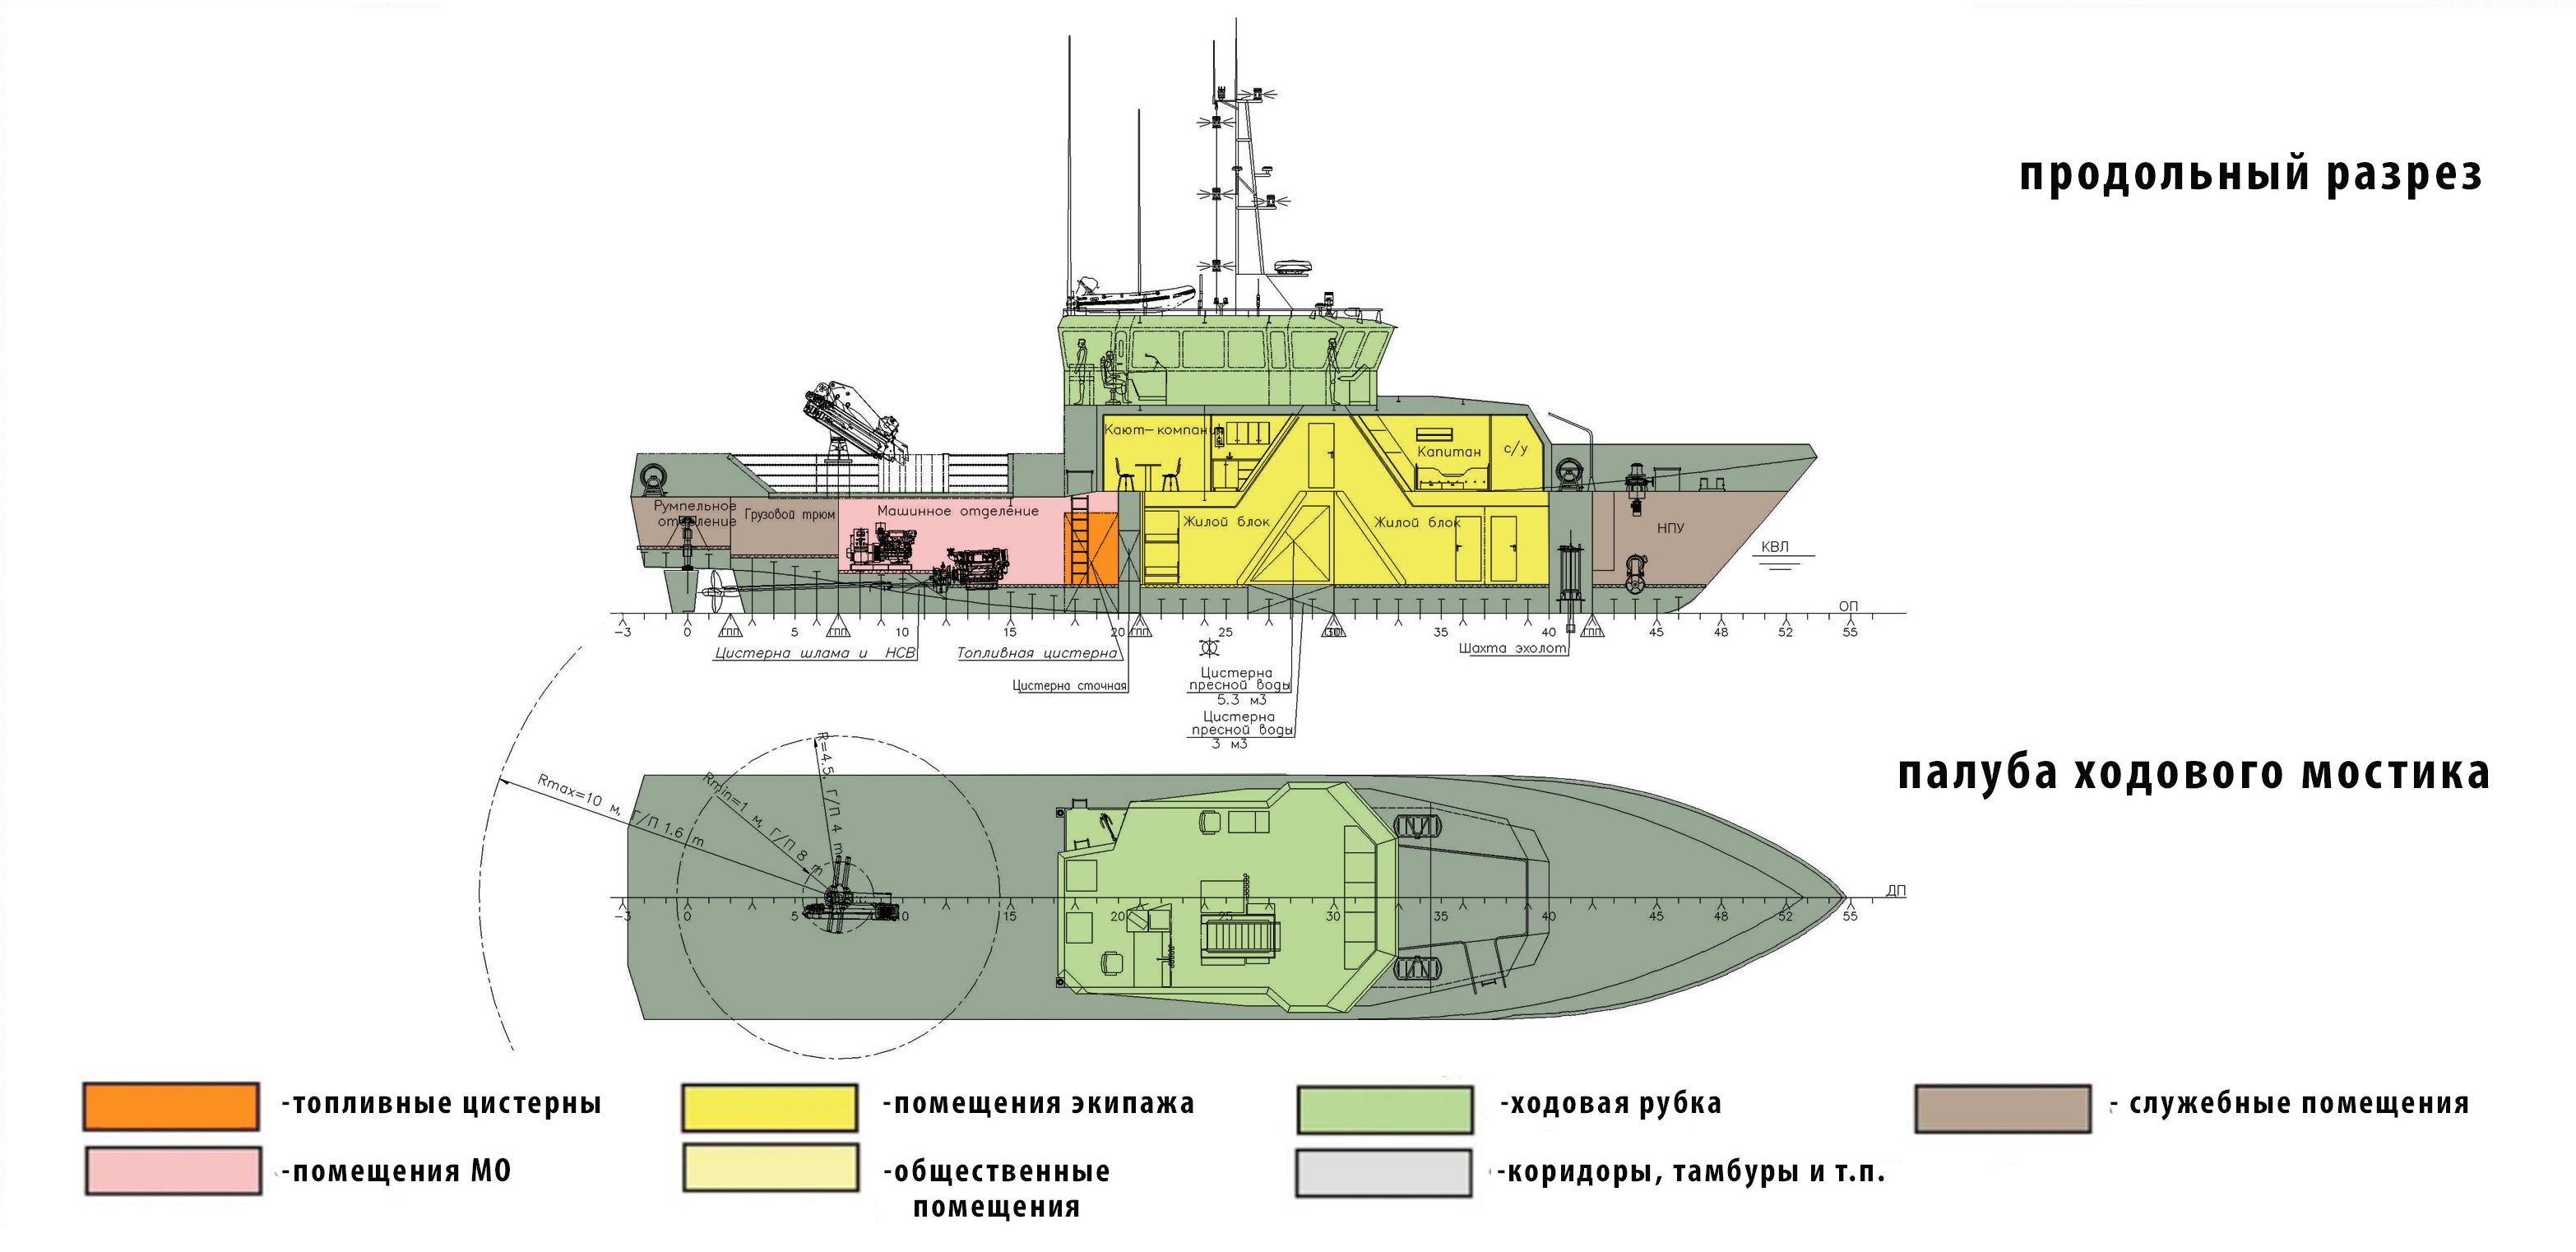 продольный разрез
Кают-компания
Капитан
с/у
Румпельное
отделение
Грузовой трюм
Машинное отделение
Жилой блок
Жилой блок
НПУ
КВЛ
ОП
-3 0 ГПП 5 ГПП 10 15 20 ГПП 25 35 40 ГПП 45 48 52 55
Цистерна шлама и НСВ
Топливная цистерна
Шахта эхолот
Цистерна сточная
Цистерна
пресной воды
5.3 м3
Цистерна
пресной воды
3 м3
палуба ходового мостика
Rmax=10 м, Г/П 1.6 т
Rmin=1 м, Г/П 8 т
R=4.5, Г/П 4 т
ДП
-3 0 5 10 15 20 25 30 35 40 45 48 52 55
-топливные цистерны
-помещения экипажа
-ходовая рубка
- служебные помещения
-помещения МО
-общественные
помещения
-коридоры, тамбуры и т.п.